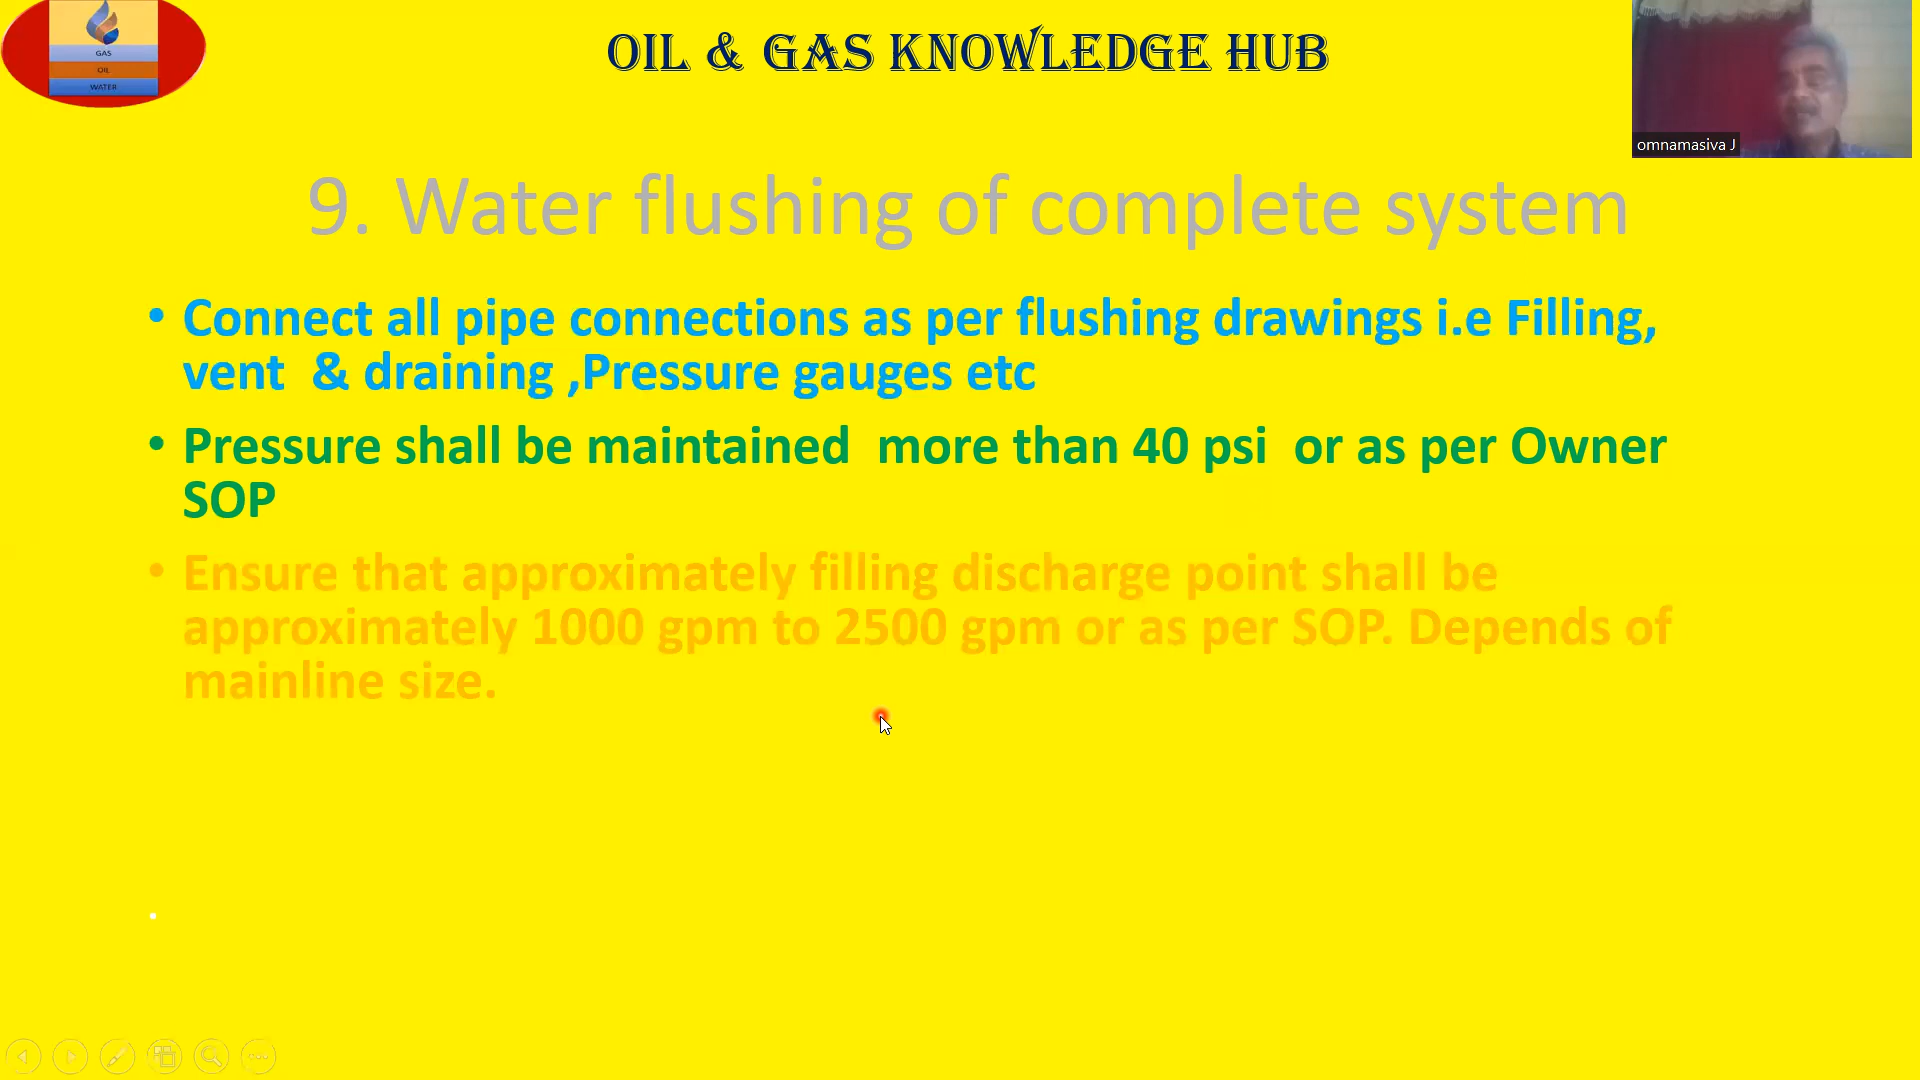 GAS
OIL
WATER
OIL & GAS KNOWLEDGE HUB
omnamasiva J
9. Water flushing of complete system
• Connect all pipe connections as per flushing drawings i.e Filling,
vent & draining ,Pressure gauges etc
• Pressure shall be maintained more than 40 psi or as per Owner
SOP
• Ensure that approximately filling discharge point shall be
approximately 1000 gpm to 2500 gpm or as per SOP. Depends of
mainline size.